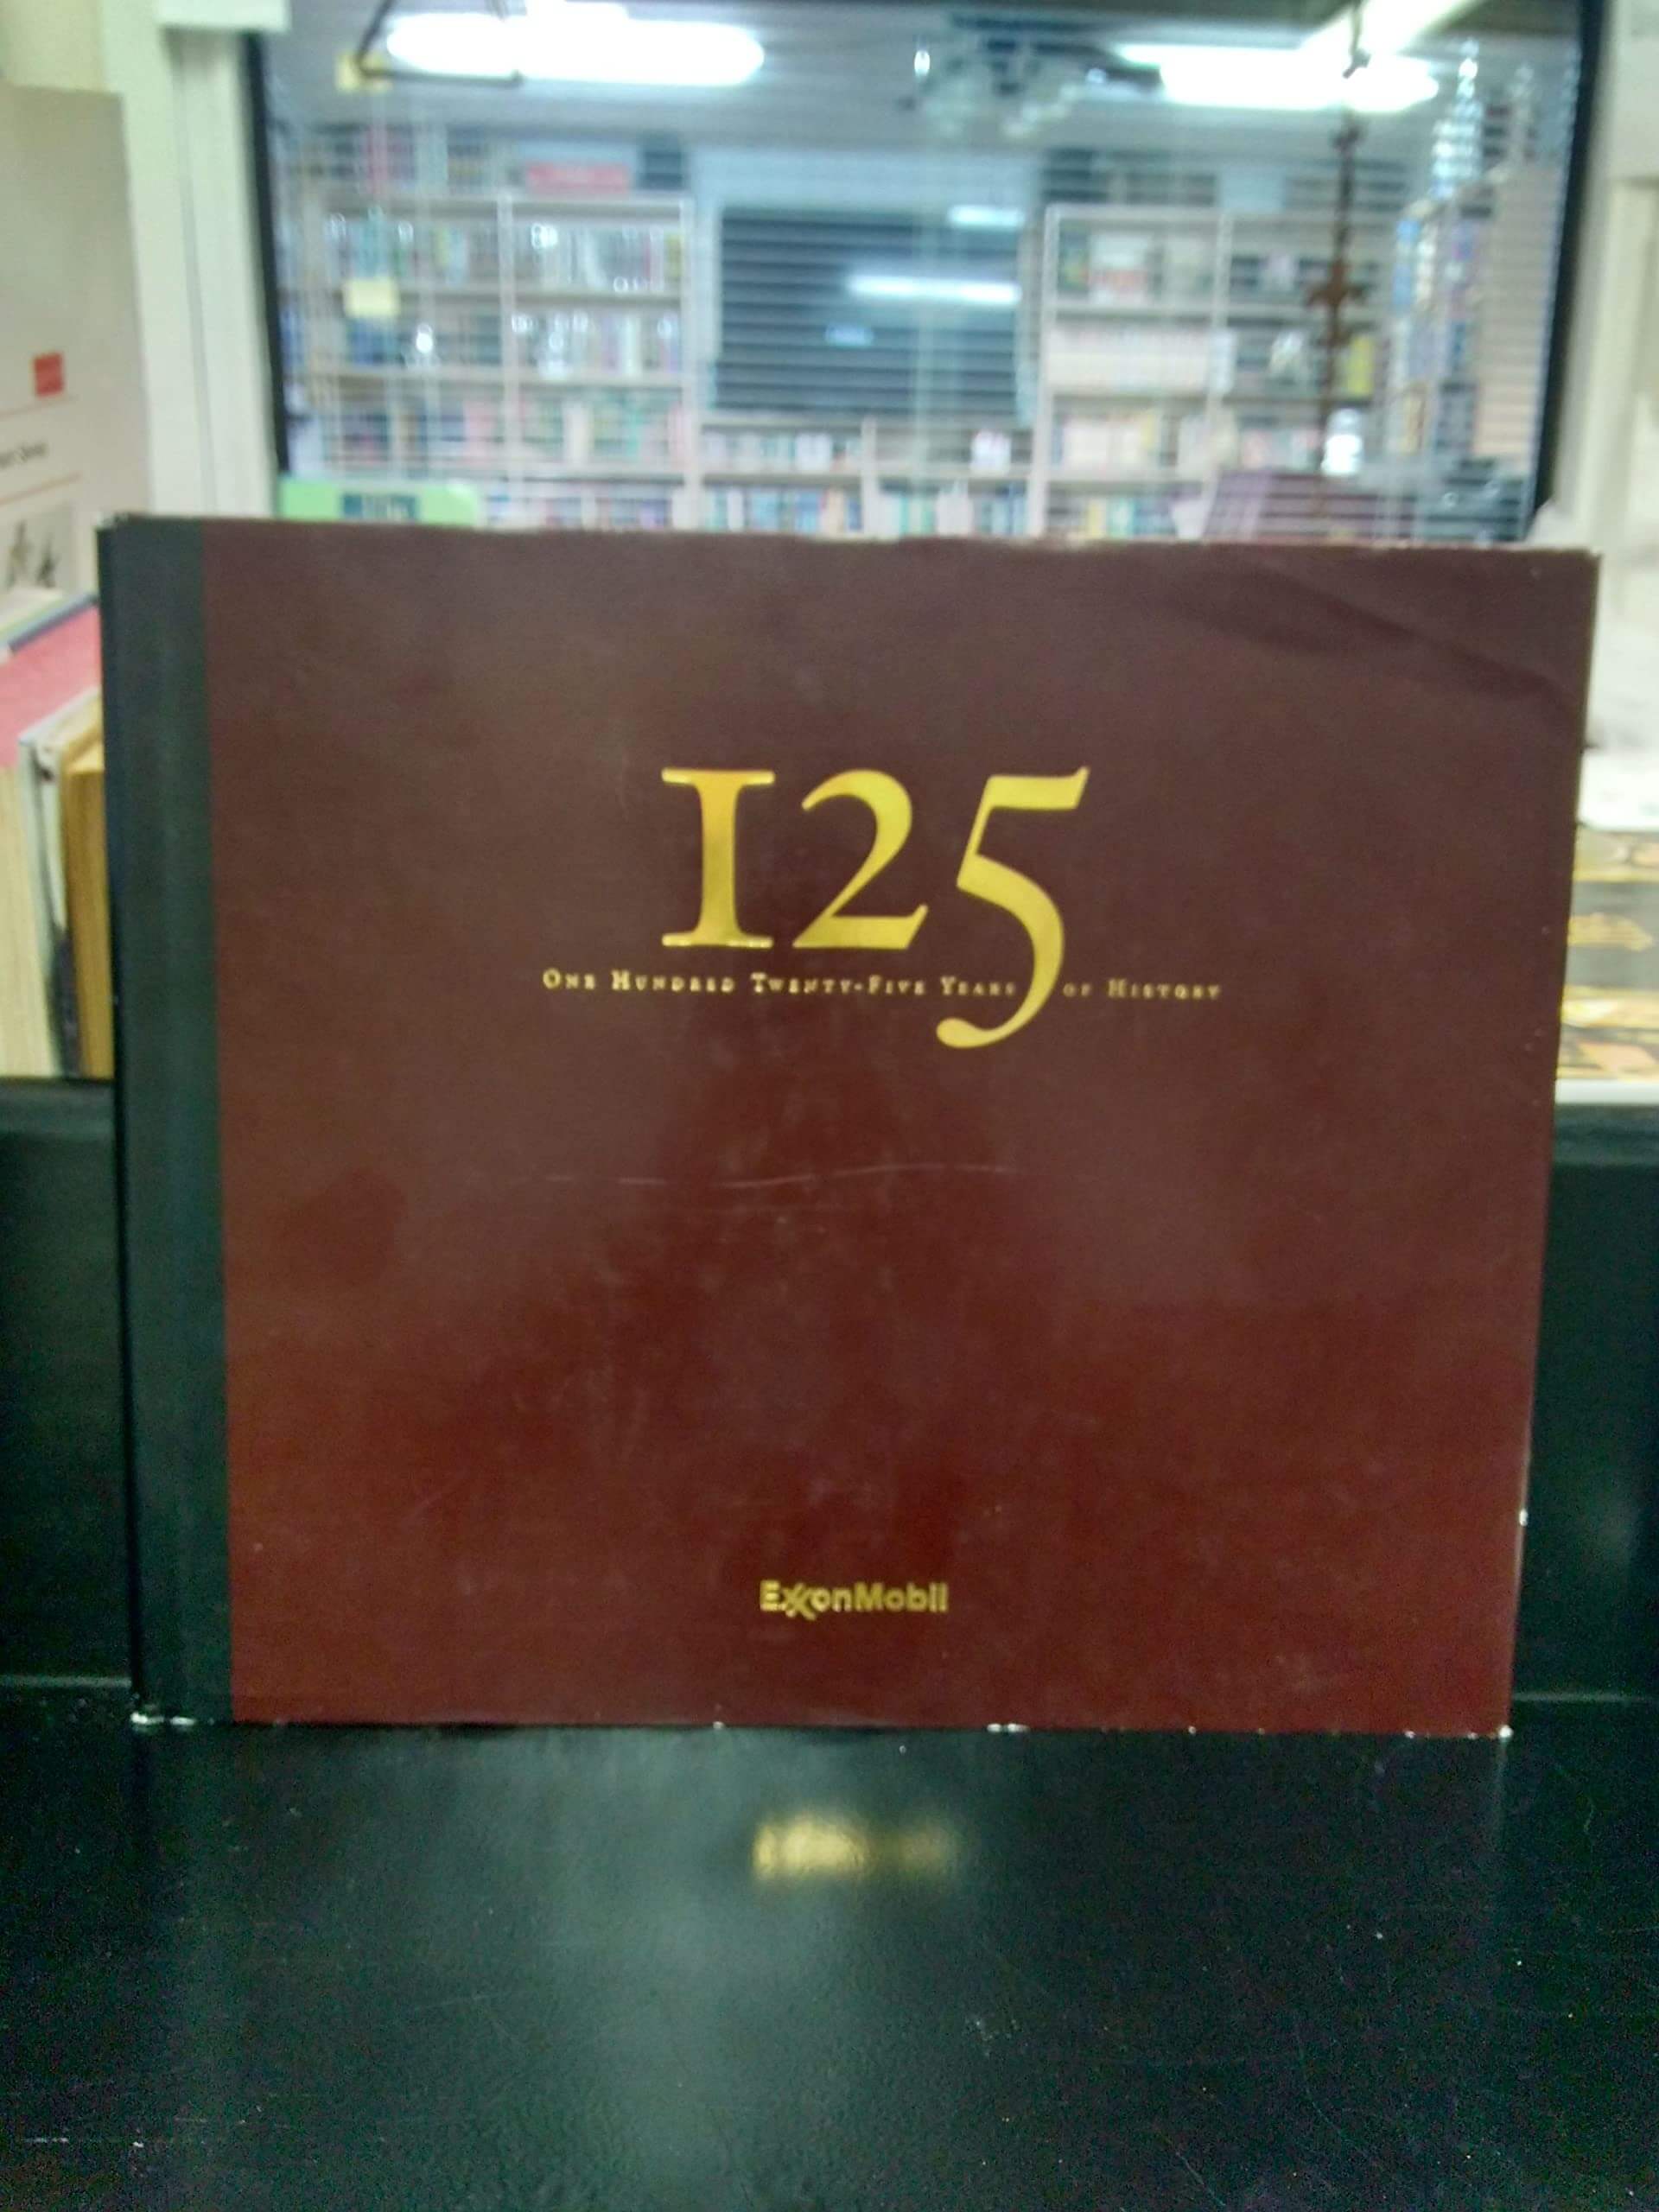 125
One Hundred Twenty-Five Years of History
ExxonMobil